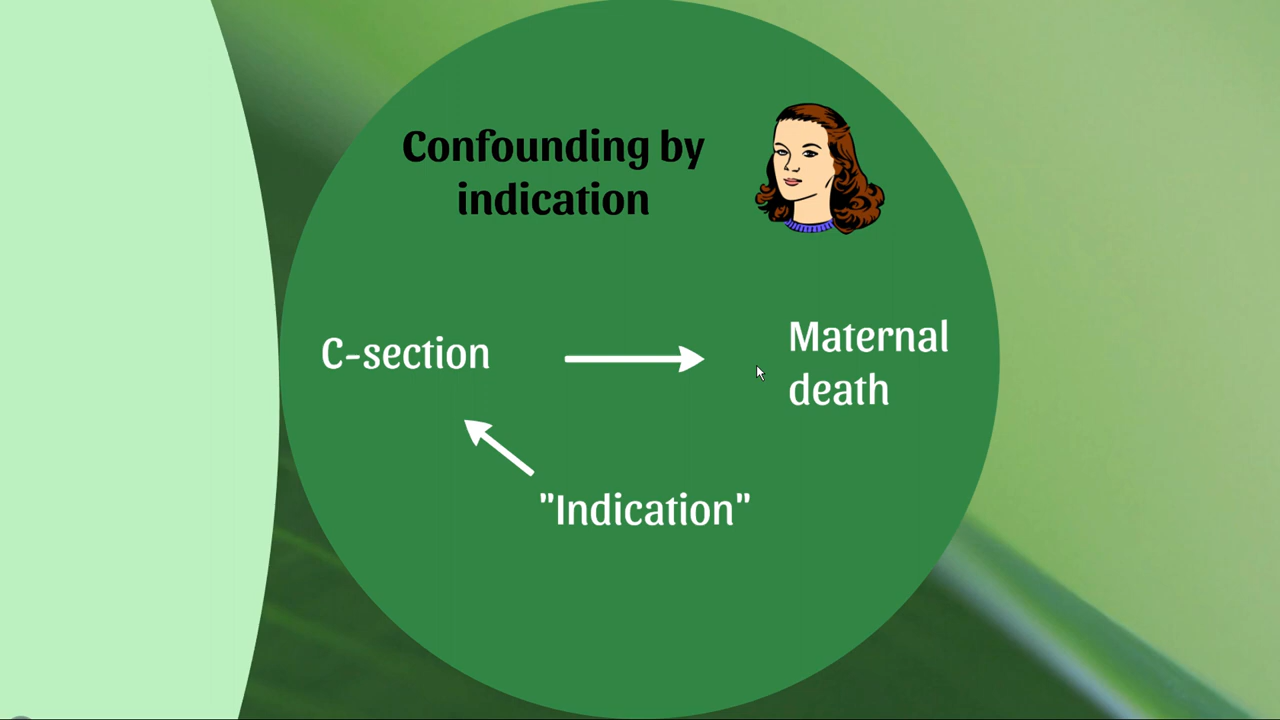 Confounding by
indication
C-section
Maternal
death
"Indication"